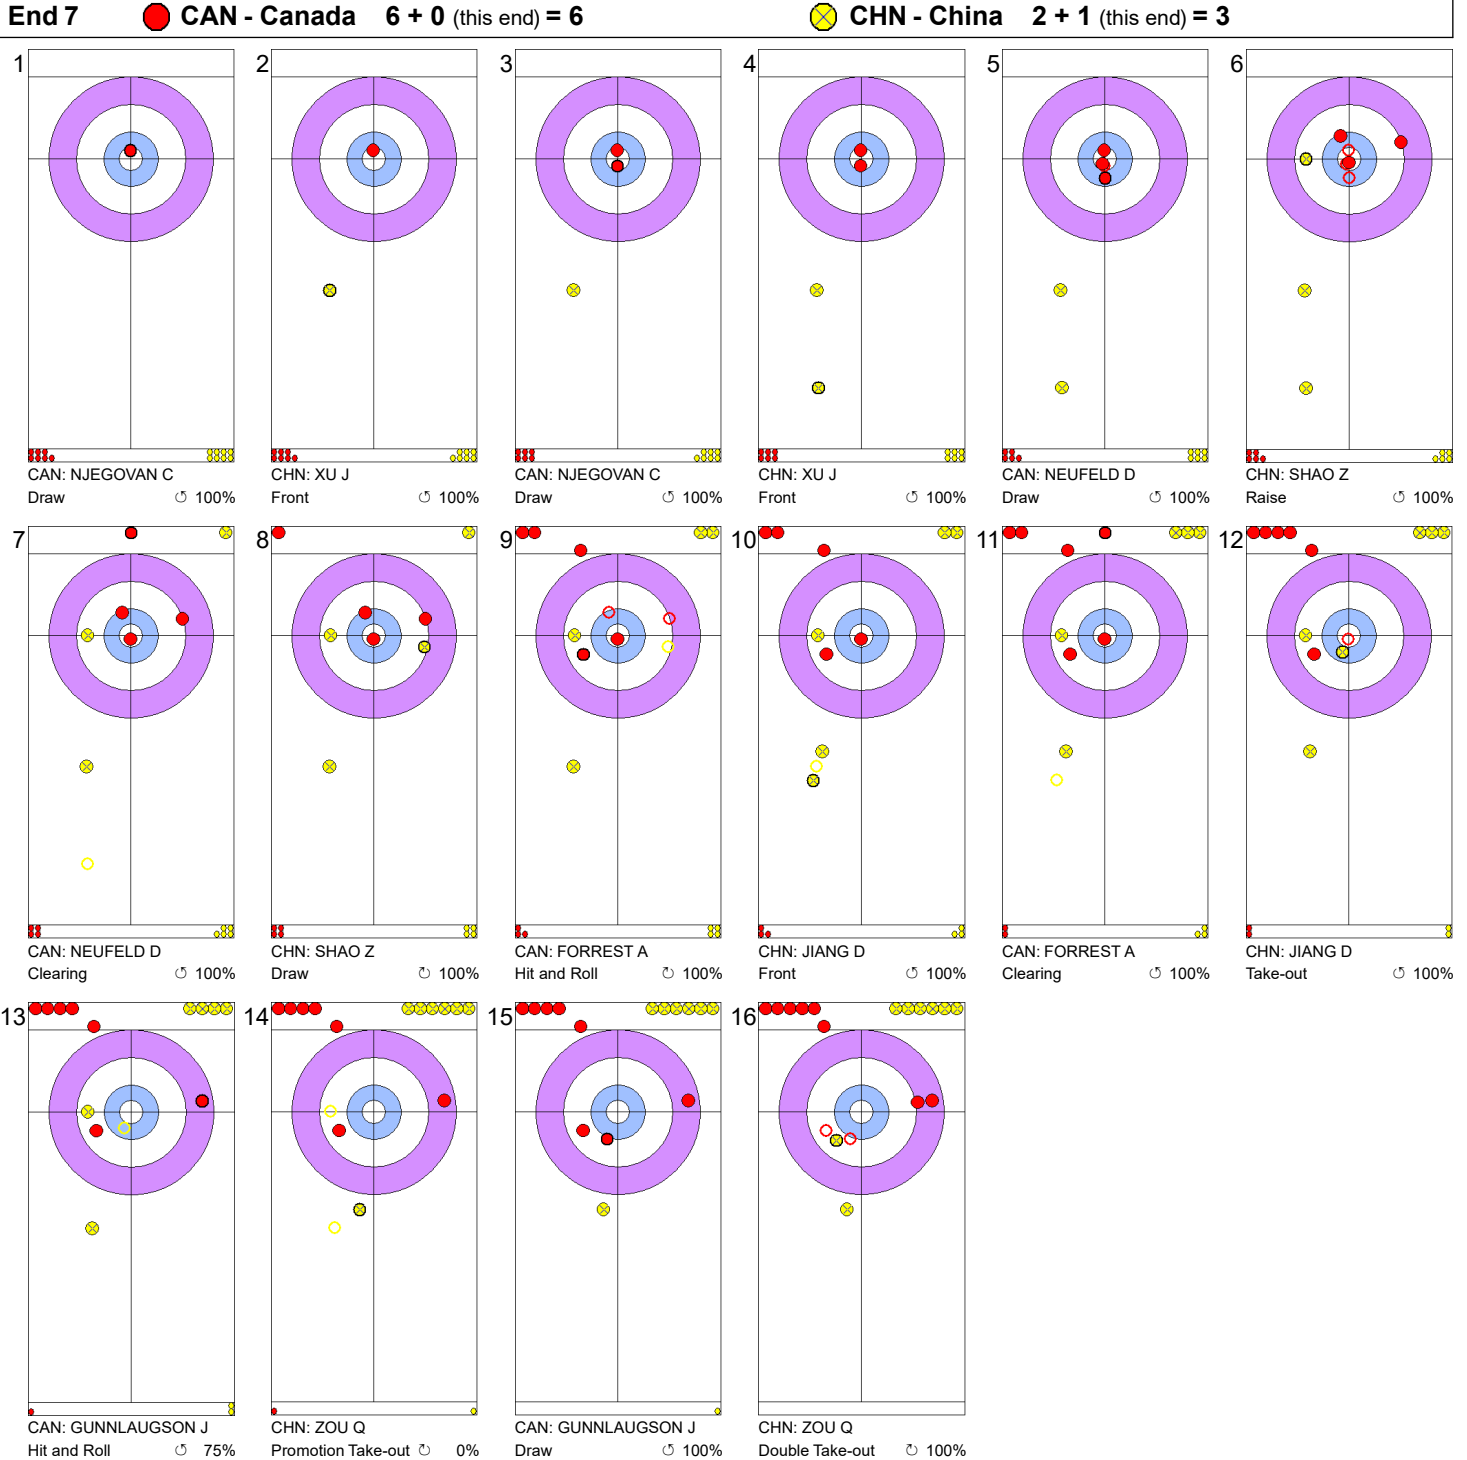 End 7 CAN - Canada 6 + 0 (this end) = 6 CHN - China 2 + 1 (this end) = 3
1 2 3 4 5 6
CAN: NJEGOVAN C CHN: XU J CAN: NJEGOVAN C CHN: XU J CAN: NEUFELD D CHN: SHAO Z
Draw ↺ 100% Front ↺ 100% Draw ↺ 100% Front ↺ 100% Draw ↺ 100% Raise ↺ 100%
7 8 9 10 11 12
CAN: NEUFELD D CHN: SHAO Z CAN: FORREST A CHN: JIANG D CAN: FORREST A CHN: JIANG D
Clearing ↺ 100% Draw ↻ 100% Hit and Roll ↻ 100% Front ↺ 100% Clearing ↺ 100% Take-out ↻ 100%
13 14 15 16
CAN: GUNNLAUGSON J CHN: ZOU Q CAN: GUNNLAUGSON J CHN: ZOU Q
Hit and Roll ↺ 75% Promotion Take-out ↻ 0% Draw ↺ 100% Double Take-out ↻ 100%